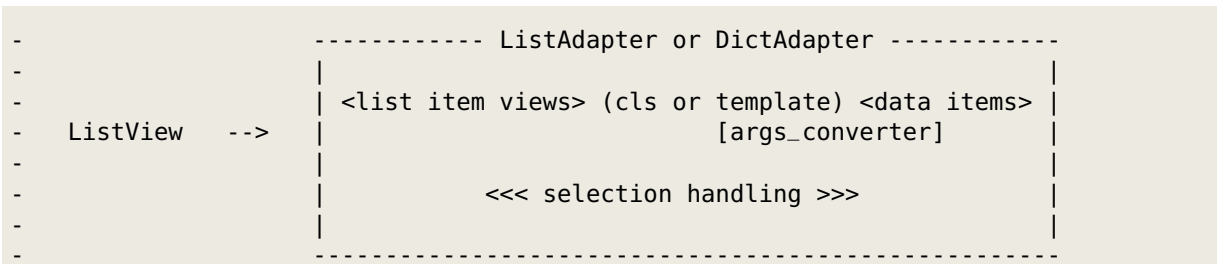 -                    ------------ ListAdapter or DictAdapter ------------
-                    |                                                  |
-                    | <list item views> (cls or template) <data items> |
-   ListView   -->   |                           [args_converter]       |
-                    |                                                  |
-                    |           <<< selection handling >>>             |
-                    |                                                  |
-                    ----------------------------------------------------